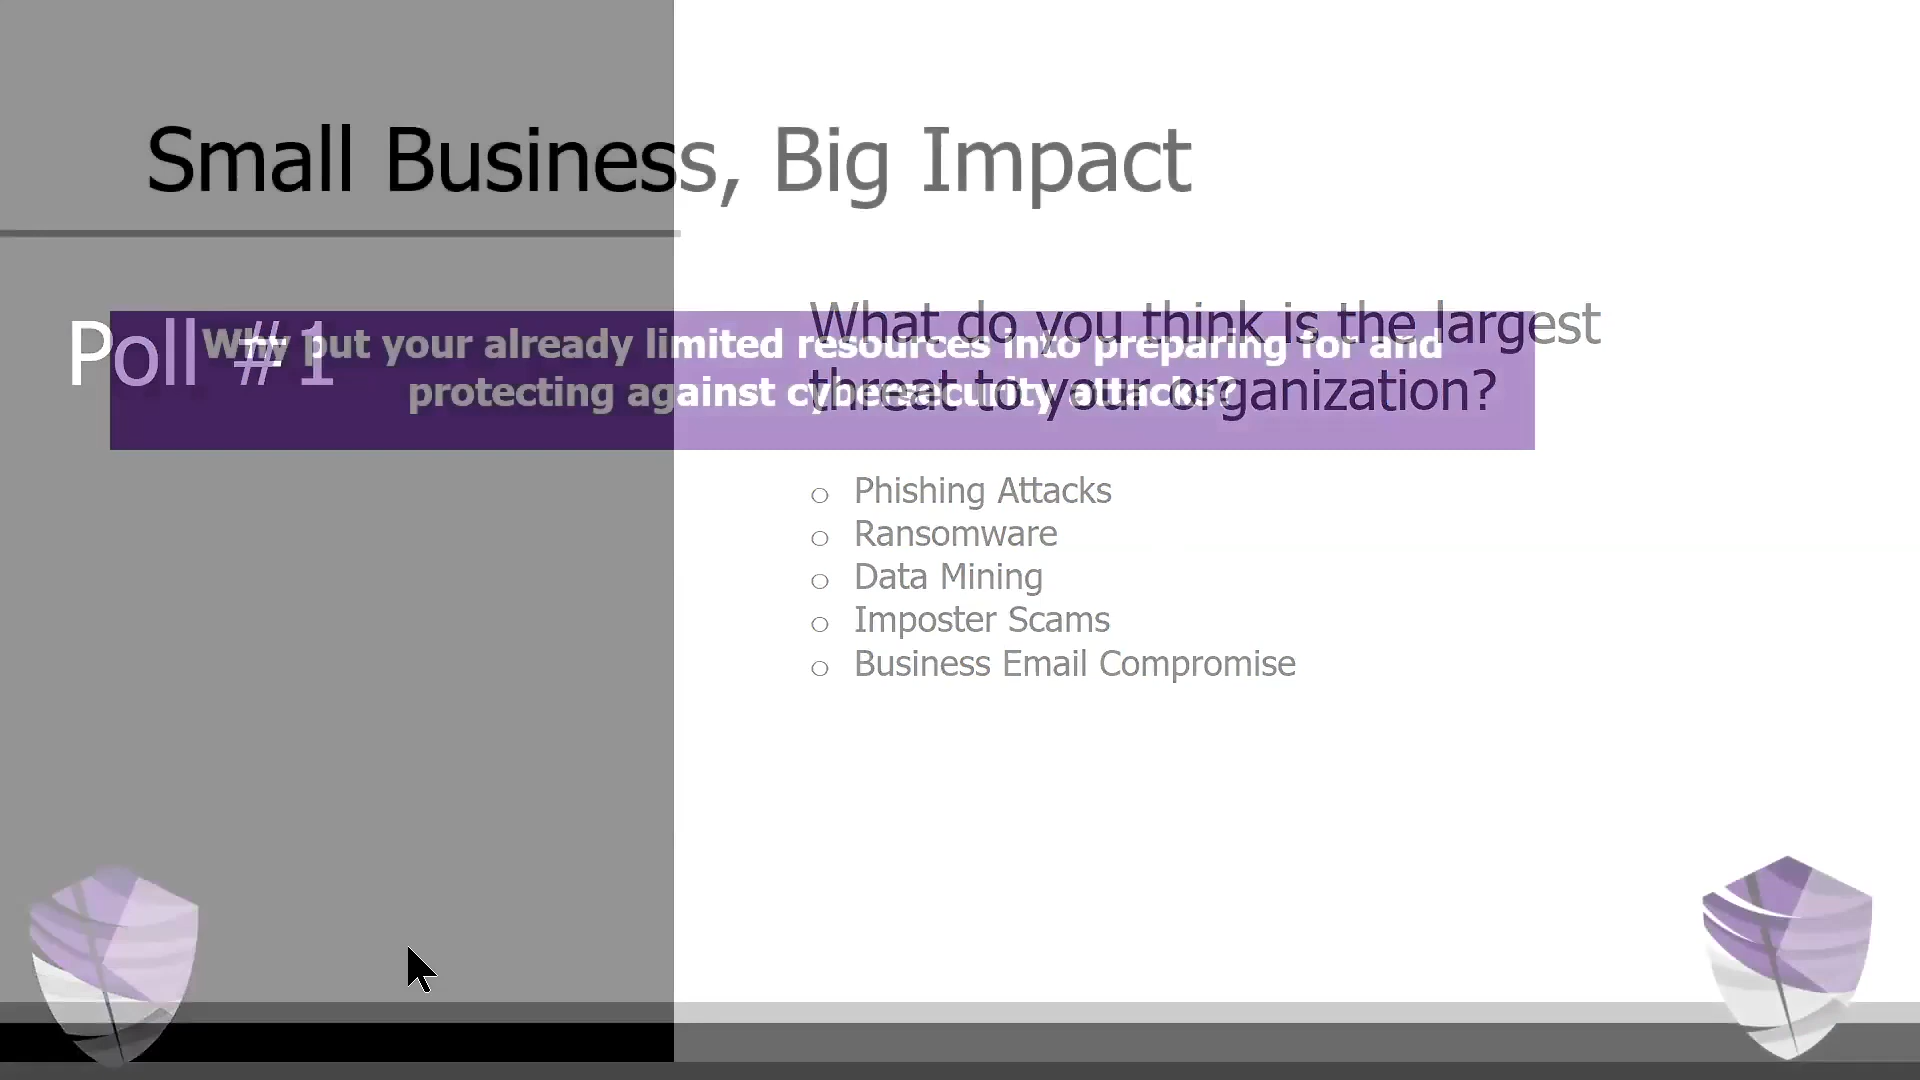 Small Business, Big Impact
Poll #1
Why put your already limited resources into preparing for and
protecting against cybersecurity attacks?
What do you think is the largest
threat to your organization?
o Phishing Attacks
o Ransomware
o Data Mining
o Imposter Scams
o Business Email Compromise